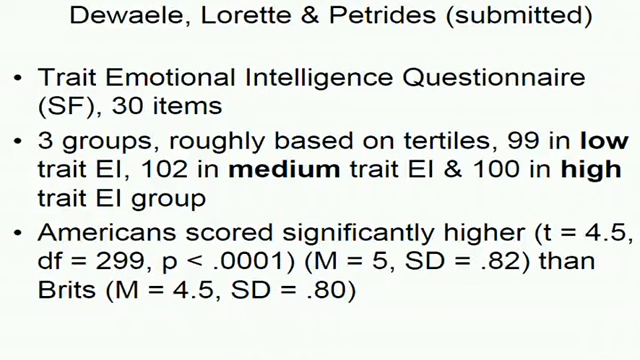 Dewaele, Lorette & Petrides (submitted)
• Trait Emotional Intelligence Questionnaire
(SF), 30 items
• 3 groups, roughly based on tertiles, 99 in low
trait EI, 102 in medium trait EI & 100 in high
trait EI group
• Americans scored significantly higher (t = 4.5,
df = 299, p < .0001) (M = 5, SD = .82) than
Brits (M = 4.5, SD = .80)